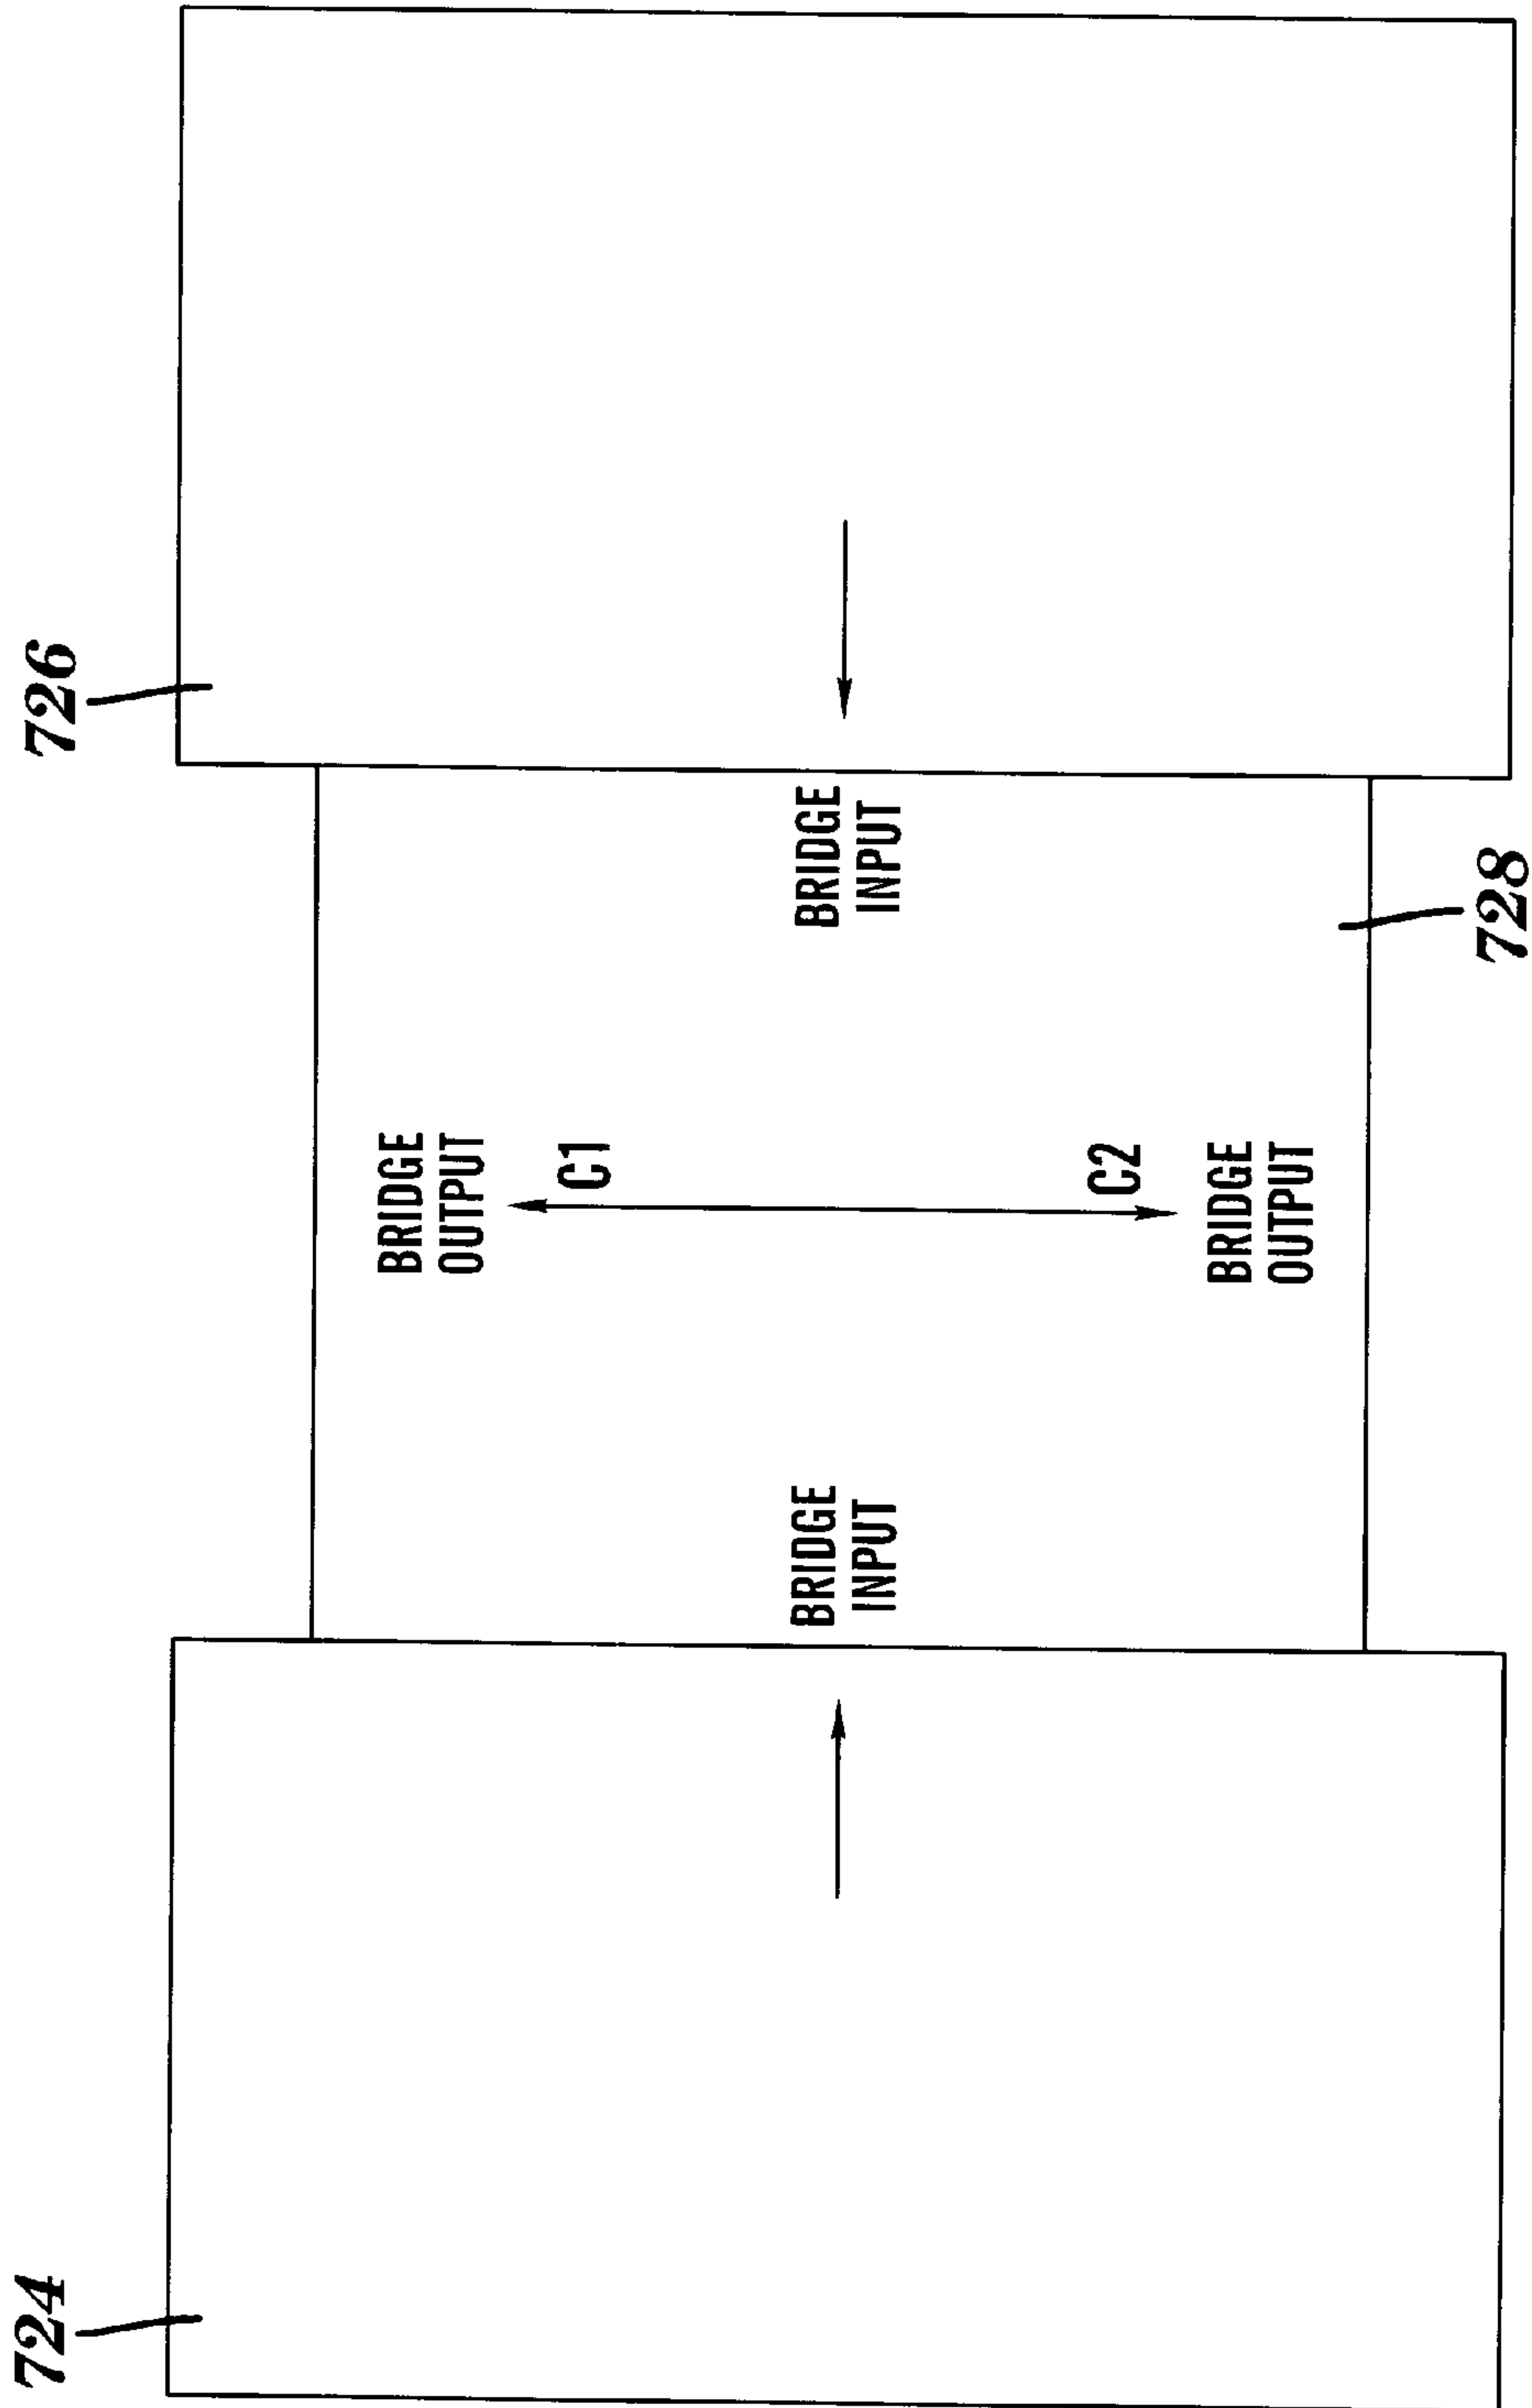 724
726
BRIDGE
OUTPUT
C1
BRIDGE
INPUT
BRIDGE
INPUT
C2
BRIDGE
OUTPUT
728